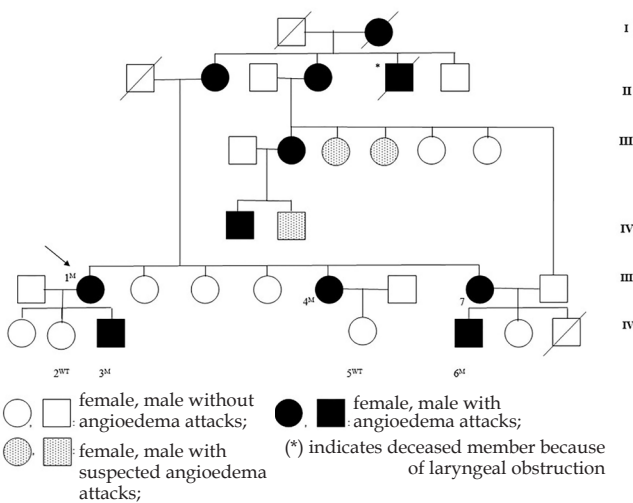 I
*
II
III
IV
1M
4M
7
III
IV
2WT
3M
5WT
6M
female, male without
angioedema attacks;
female, male with
angioedema attacks;
female, male with
suspected angioedema
attacks;
(*) indicates deceased member because
of laryngeal obstruction